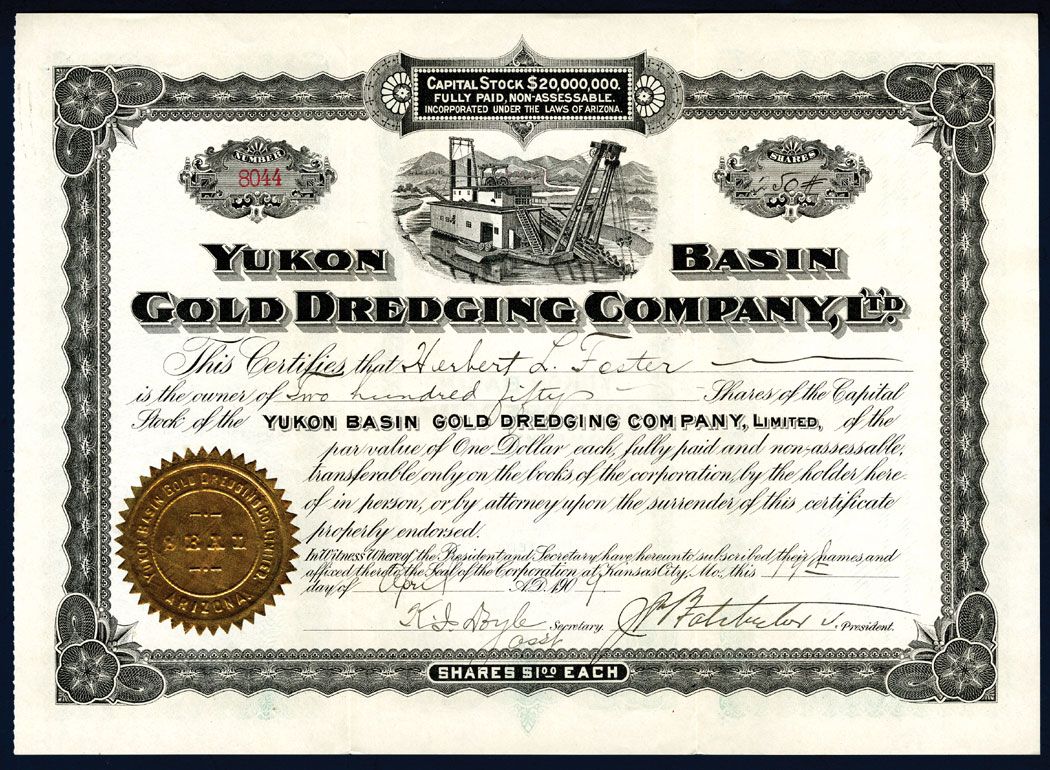 CAPITAL STOCK $20,000,000.
FULLY PAID, NON-ASSESSABLE.
INCORPORATED UNDER THE LAWS OF ARIZONA.
NUMBER
8044
SHARES
YUKON BASIN
GOLD DREDGING COMPANY, LTD.
This Certifies that Herbert L. Foster
is the owner of Two hundred fifty Shares of the Capital
Stock of the YUKON BASIN GOLD DREDGING COMPANY, LIMITED, of the
par value of One Dollar each, fully paid and non-assessable,
transferable only on the books of the corporation, by the holder here-
of in person, or by attorney upon the surrender of this certificate
properly endorsed.
In Witness Whereof the President and Secretary have hereunto subscribed their names and
affixed thereto the Seal of the Corporation at Kansas City, Mo., this
day of April A.D. 190
YUKON BASIN GOLD DREDGING CO. LIMITED.
SEAL
ARIZONA.
Doyle Secretary. President.
Asst
SHARES $1.00 EACH